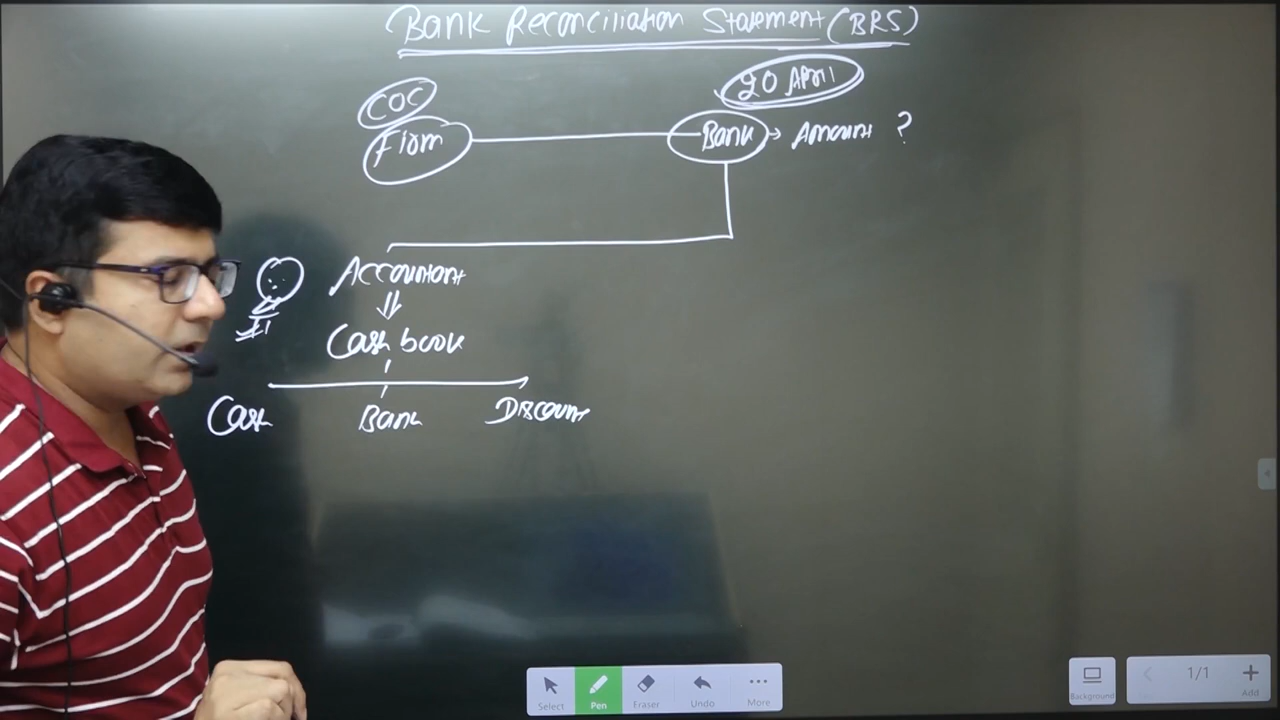 Bank Reconciliation Statement (BRS)
20 April
COC
Firm
Bank → Amount ?
Accountant
Cash book
Cash Bank Discount
Select Pen Eraser Undo More
Background 1/1 Add